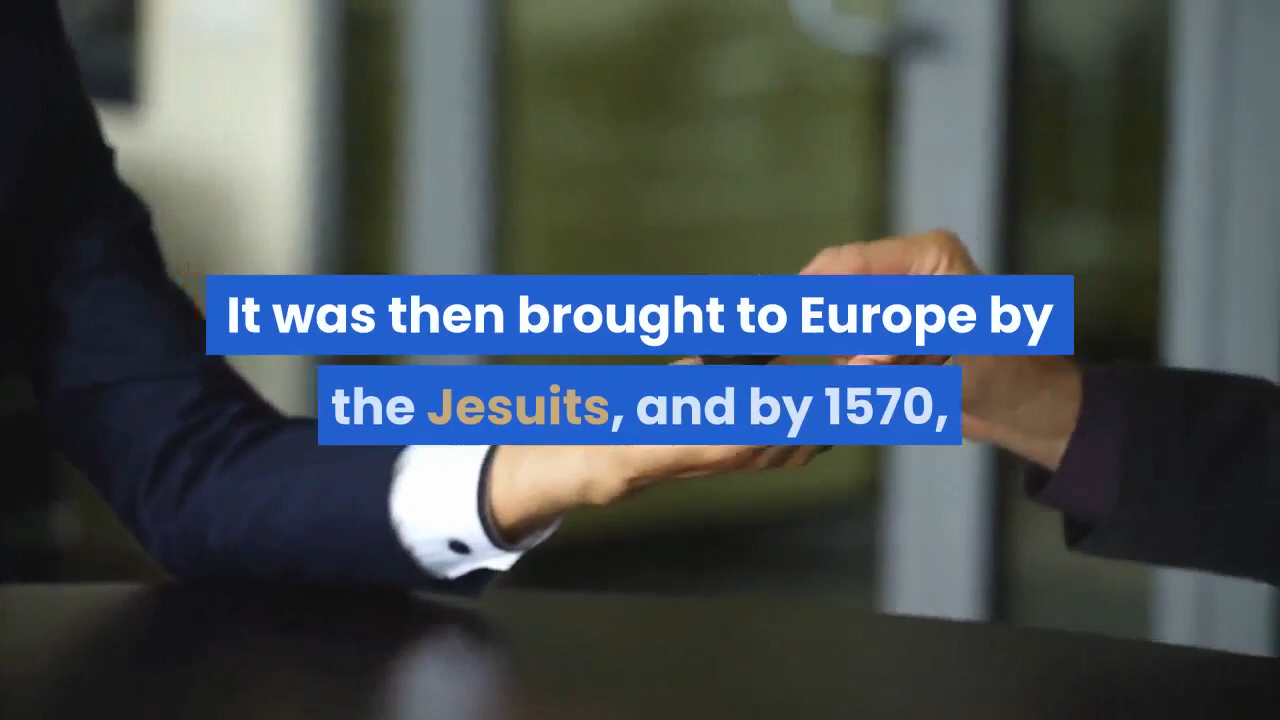 It was then brought to Europe by
the Jesuits, and by 1570,